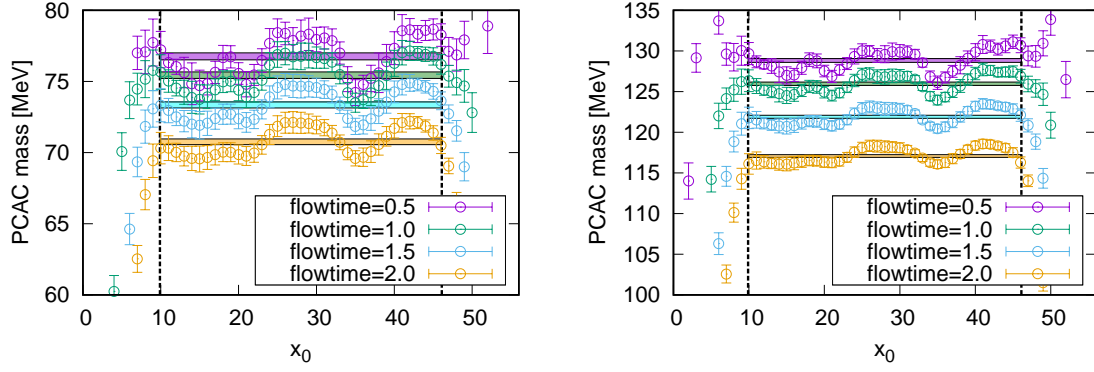 PCAC mass [MeV]
80
75
70
65
60
flowtime=0.5
flowtime=1.0
flowtime=1.5
flowtime=2.0
0 10 20 30 40 50
x0
PCAC mass [MeV]
135
130
125
120
115
110
105
100
flowtime=0.5
flowtime=1.0
flowtime=1.5
flowtime=2.0
0 10 20 30 40 50
x0